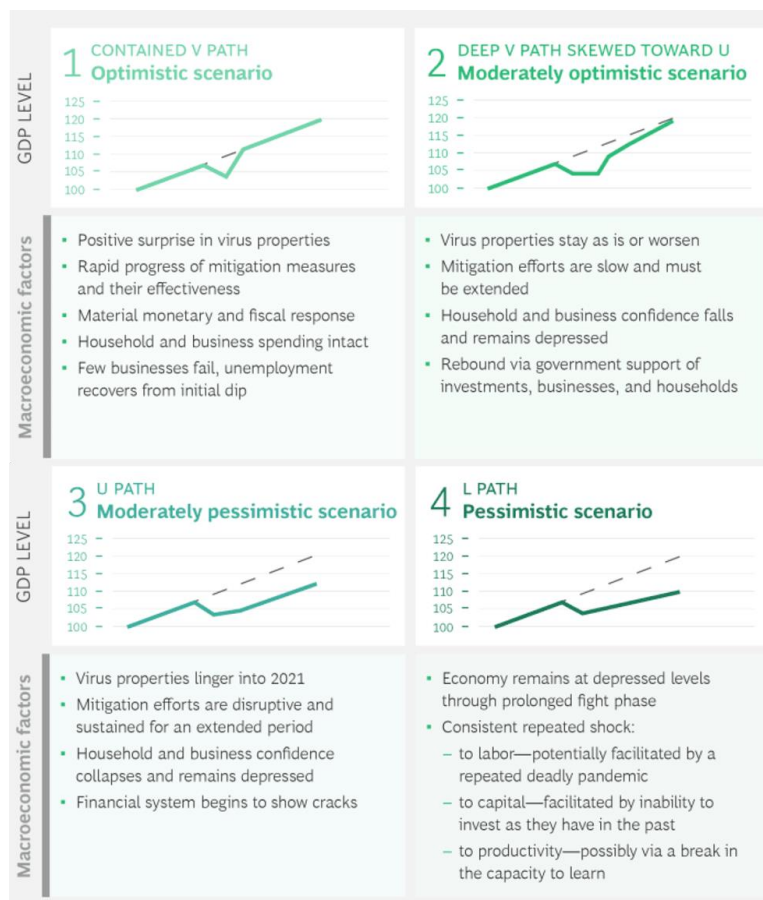 1 CONTAINED V PATH
Optimistic scenario
GDP LEVEL
125
120
115
110
105
100
Macroeconomic factors
▪ Positive surprise in virus properties
▪ Rapid progress of mitigation measures
and their effectiveness
▪ Material monetary and fiscal response
▪ Household and business spending intact
▪ Few businesses fail, unemployment
recovers from initial dip
2 DEEP V PATH SKEWED TOWARD U
Moderately optimistic scenario
125
120
115
110
105
100
▪ Virus properties stay as is or worsen
▪ Mitigation efforts are slow and must
be extended
▪ Household and business confidence falls
and remains depressed
▪ Rebound via government support of
investments, businesses, and households
3 U PATH
Moderately pessimistic scenario
GDP LEVEL
125
120
115
110
105
100
Macroeconomic factors
▪ Virus properties linger into 2021
▪ Mitigation efforts are disruptive and
sustained for an extended period
▪ Household and business confidence
collapses and remains depressed
▪ Financial system begins to show cracks
4 L PATH
Pessimistic scenario
125
120
115
110
105
100
▪ Economy remains at depressed levels
through prolonged fight phase
▪ Consistent repeated shock:
– to labor—potentially facilitated by a
repeated deadly pandemic
– to capital—facilitated by inability to
invest as they have in the past
– to productivity—possibly via a break in
the capacity to learn